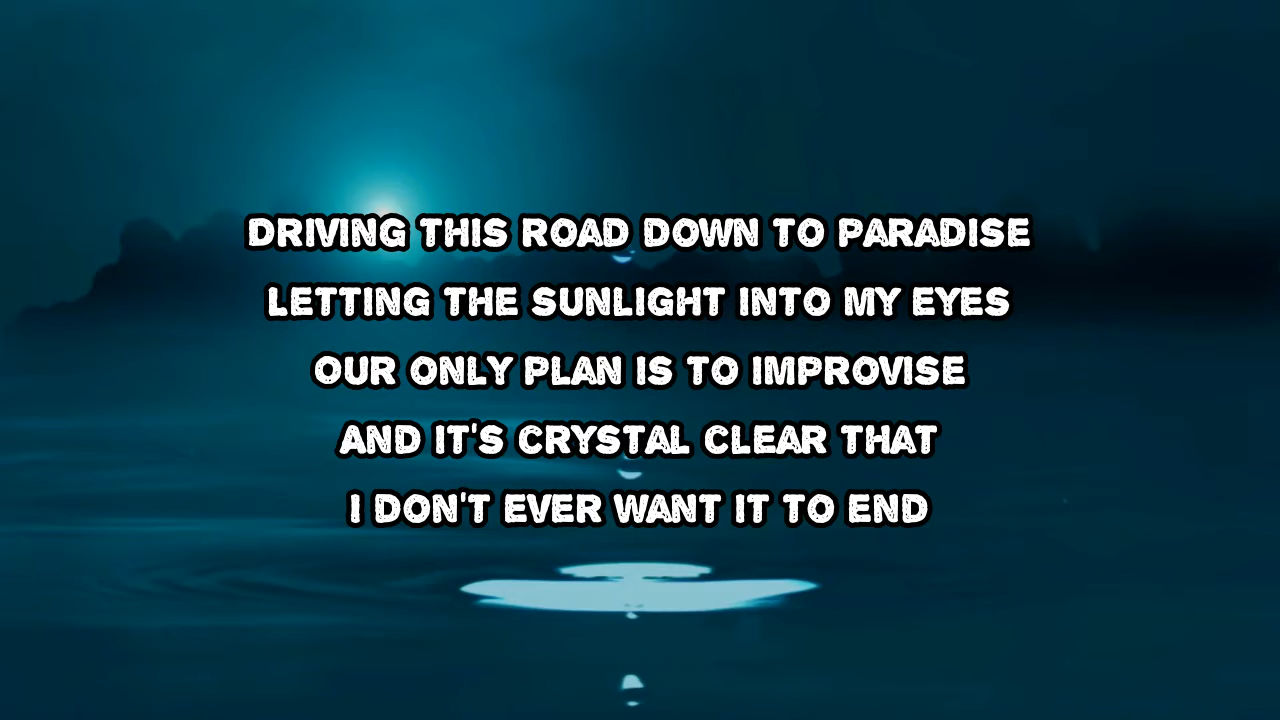 DRIVING THIS ROAD DOWN TO PARADISE
LETTING THE SUNLIGHT INTO MY EYES
OUR ONLY PLAN IS TO IMPROVISE
AND IT'S CRYSTAL CLEAR THAT
I DON'T EVER WANT IT TO END